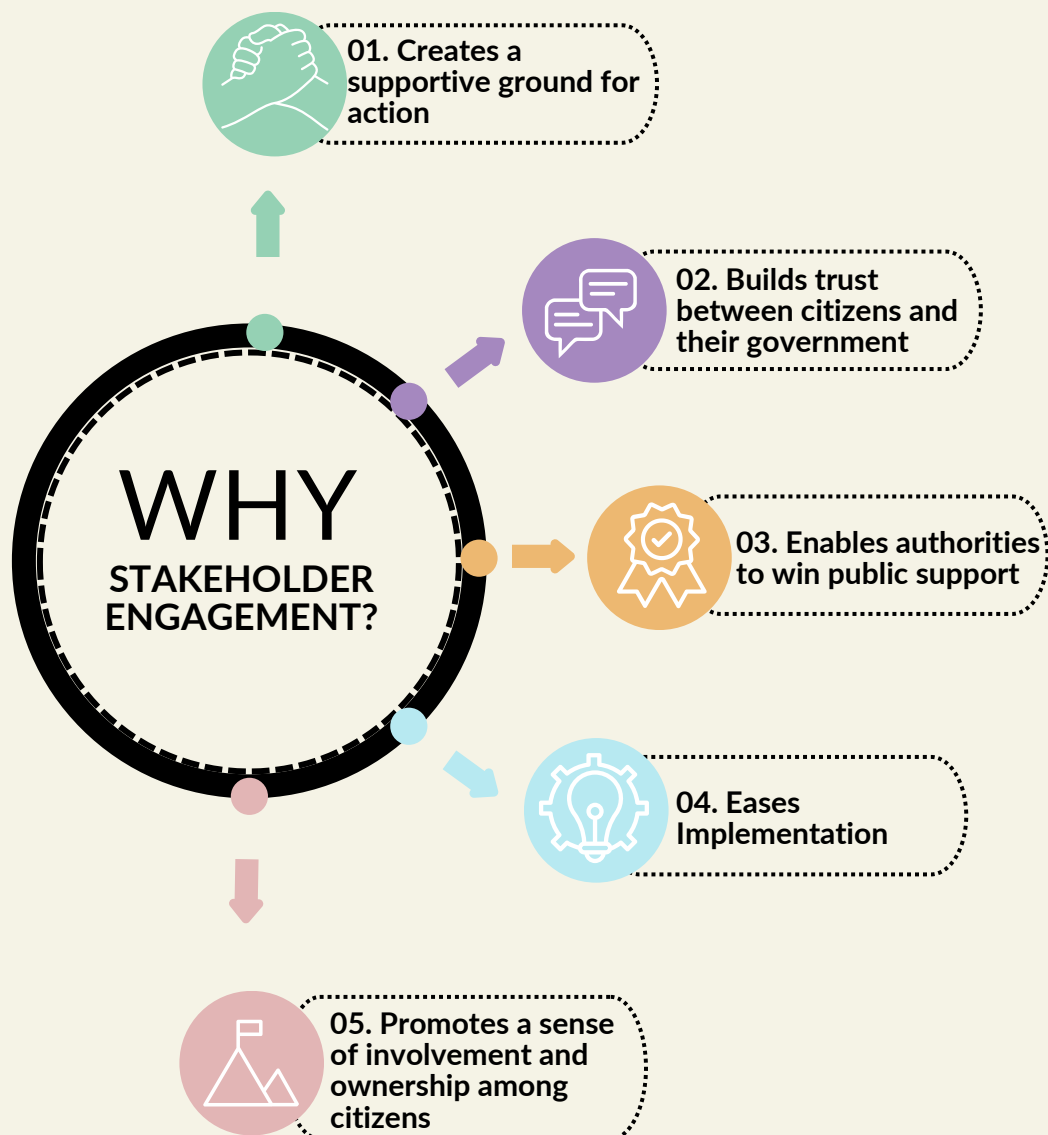 01. Creates a
supportive ground for
action
02. Builds trust
between citizens and
their government
WHY
STAKEHOLDER
ENGAGEMENT?
03. Enables authorities
to win public support
04. Eases
Implementation
05. Promotes a sense
of involvement and
ownership among
citizens